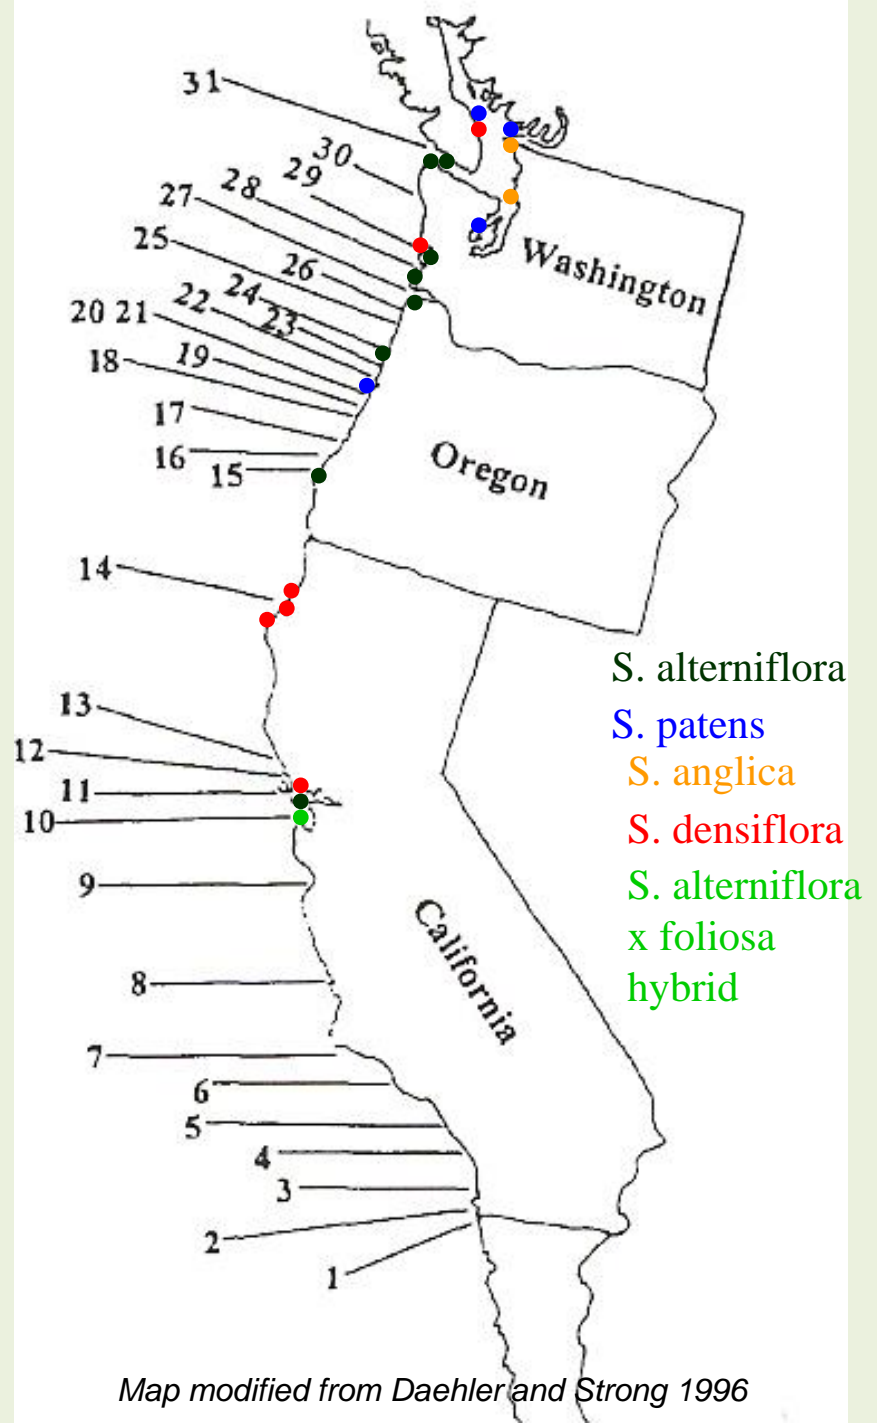 31
30
29
28
27
25
26
24
22
23
20 21
19
18
17
16
15
14
13
12
11
10
9
8
7
6
5
4
3
2
1
Washington
Oregon
California
S. alterniflora
S. patens
S. anglica
S. densiflora
S. alterniflora
x foliosa
hybrid
Map modified from Daehler and Strong 1996